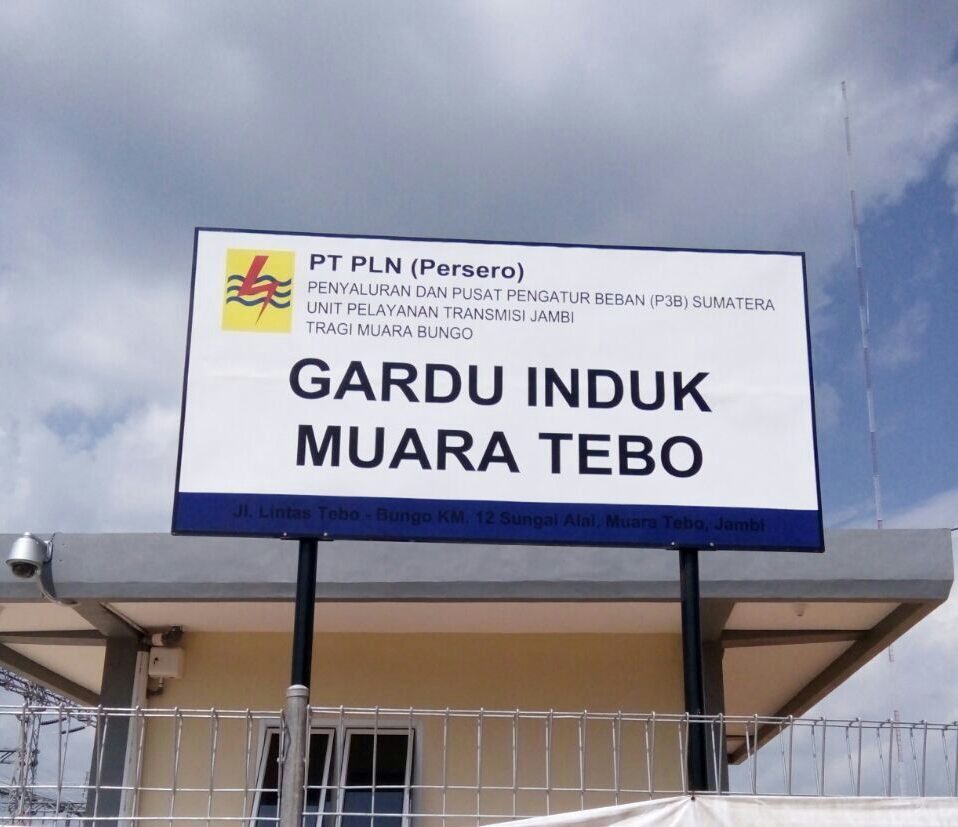 PT PLN (Persero)
PENYALURAN DAN PUSAT PENGATUR BEBAN (P3B) SUMATERA
UNIT PELAYANAN TRANSMISI JAMBI
TRAGI MUARA BUNGO
GARDU INDUK
MUARA TEBO
Jl. Lintas Tebo - Bungo KM. 12 Sungai Alai, Muara Tebo, Jambi